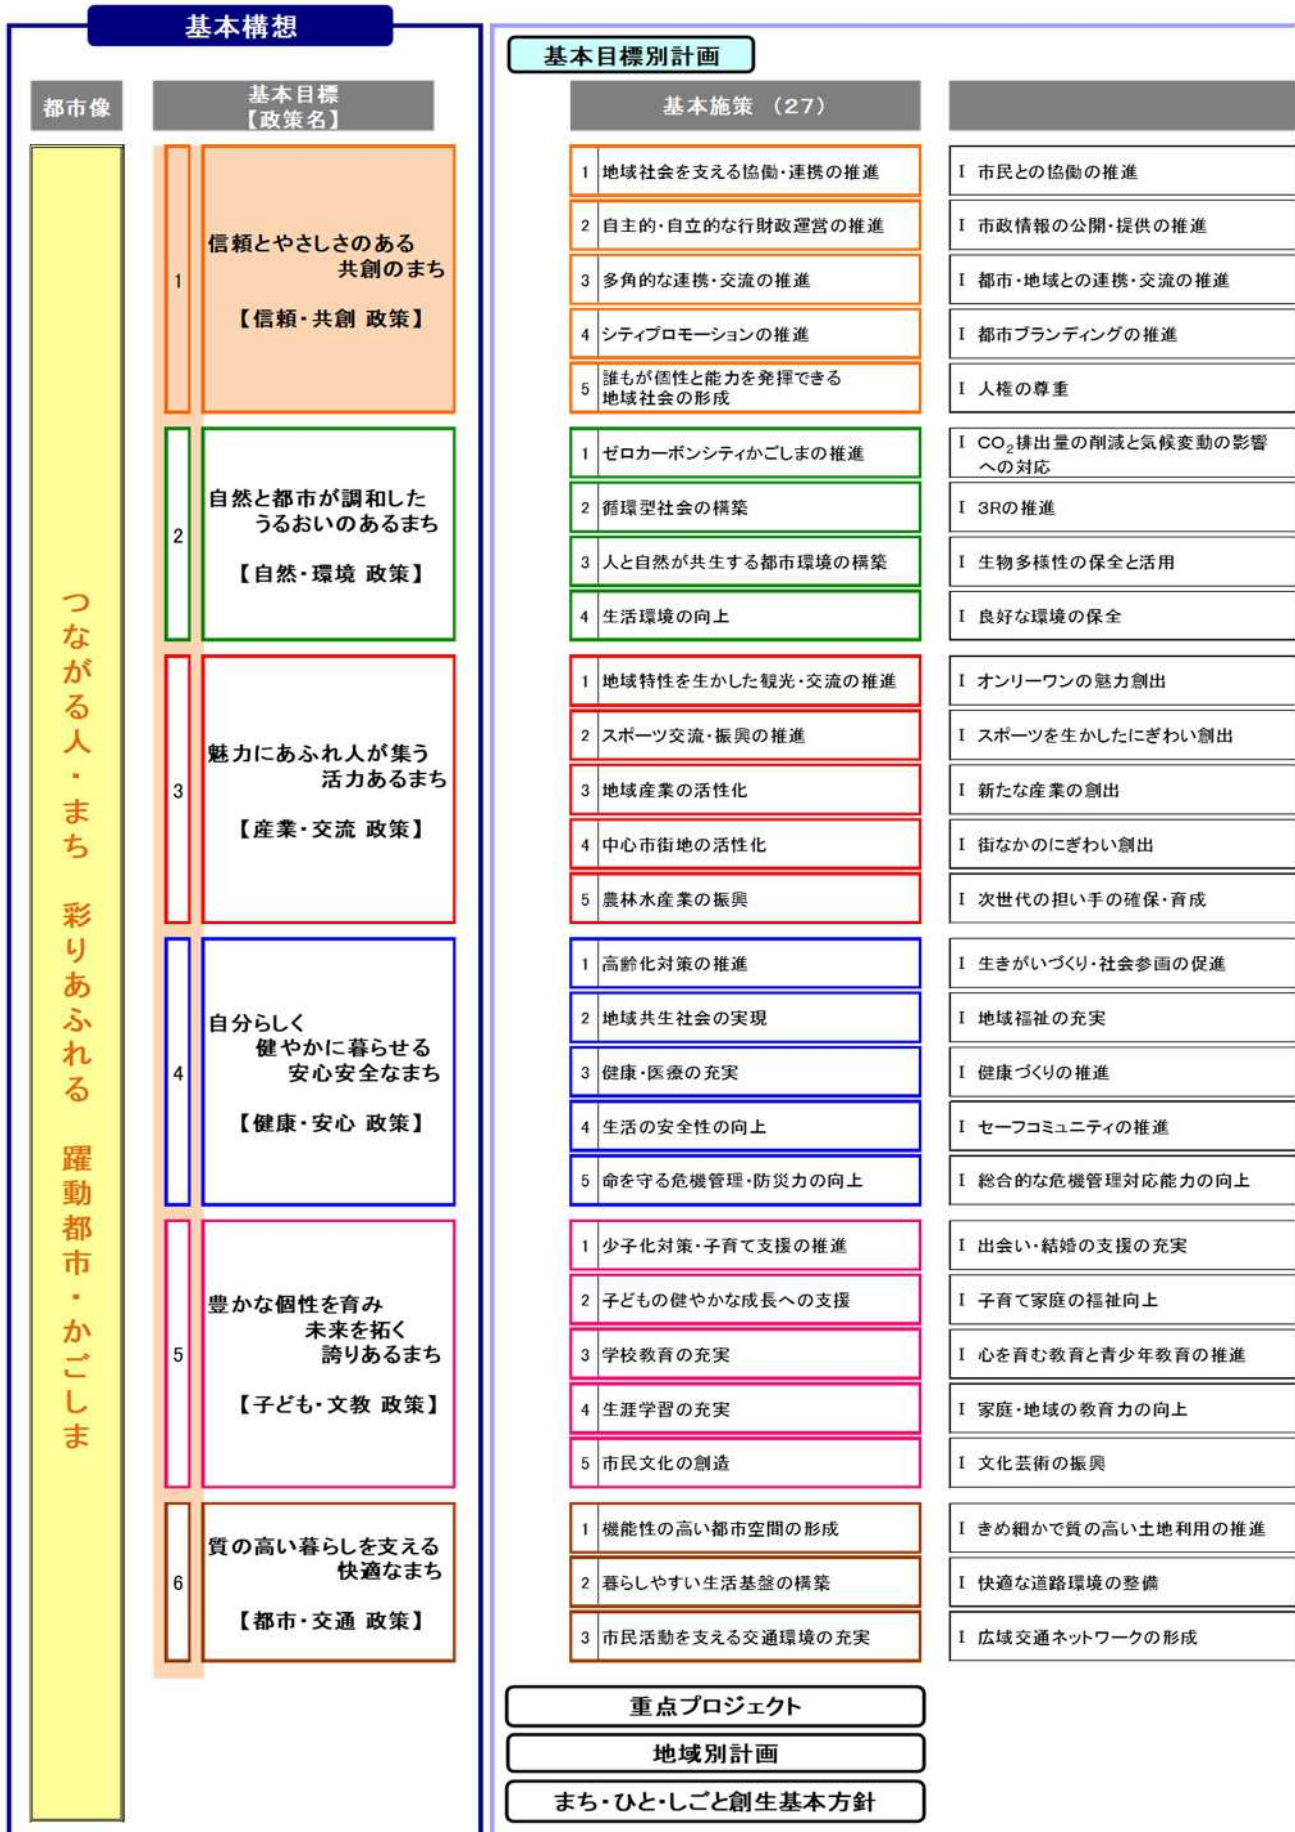 基本構想
都市像
基本目標
【政策名】
つながる人・まち 彩りあふれる 躍動都市・かごしま
1
信頼とやさしさのある
共創のまち
【信頼・共創 政策】
2
自然と都市が調和した
うるおいのあるまち
【自然・環境 政策】
3
魅力にあふれ人が集う
活力あるまち
【産業・交流 政策】
4
自分らしく
健やかに暮らせる
安心安全なまち
【健康・安心 政策】
5
豊かな個性を育み
未来を拓く
誇りあるまち
【子ども・文教 政策】
6
質の高い暮らしを支える
快適なまち
【都市・交通 政策】
基本目標別計画
基本施策 （27）
1 地域社会を支える協働・連携の推進
I 市民との協働の推進
2 自主的・自立的な行財政運営の推進
I 市政情報の公開・提供の推進
3 多角的な連携・交流の推進
I 都市・地域との連携・交流の推進
4 シティプロモーションの推進
I 都市ブランディングの推進
5 誰もが個性と能力を発揮できる
地域社会の形成
I 人権の尊重
1 ゼロカーボンシティかごしまの推進
I CO₂排出量の削減と気候変動の影響
への対応
2 循環型社会の構築
I 3Rの推進
3 人と自然が共生する都市環境の構築
I 生物多様性の保全と活用
4 生活環境の向上
I 良好な環境の保全
1 地域特性を生かした観光・交流の推進
I オンリーワンの魅力創出
2 スポーツ交流・振興の推進
I スポーツを生かしたにぎわい創出
3 地域産業の活性化
I 新たな産業の創出
4 中心市街地の活性化
I 街なかのにぎわい創出
5 農林水産業の振興
I 次世代の担い手の確保・育成
1 高齢化対策の推進
I 生きがいづくり・社会参画の促進
2 地域共生社会の実現
I 地域福祉の充実
3 健康・医療の充実
I 健康づくりの推進
4 生活の安全性の向上
I セーフコミュニティの推進
5 命を守る危機管理・防災力の向上
I 総合的な危機管理対応能力の向上
1 少子化対策・子育て支援の推進
I 出会い・結婚の支援の充実
2 子どもの健やかな成長への支援
I 子育て家庭の福祉向上
3 学校教育の充実
I 心を育む教育と青少年教育の推進
4 生涯学習の充実
I 家庭・地域の教育力の向上
5 市民文化の創造
I 文化芸術の振興
1 機能性の高い都市空間の形成
I きめ細かで質の高い土地利用の推進
2 暮らしやすい生活基盤の構築
I 快適な道路環境の整備
3 市民活動を支える交通環境の充実
I 広域交通ネットワークの形成
重点プロジェクト
地域別計画
まち・ひと・しごと創生基本方針